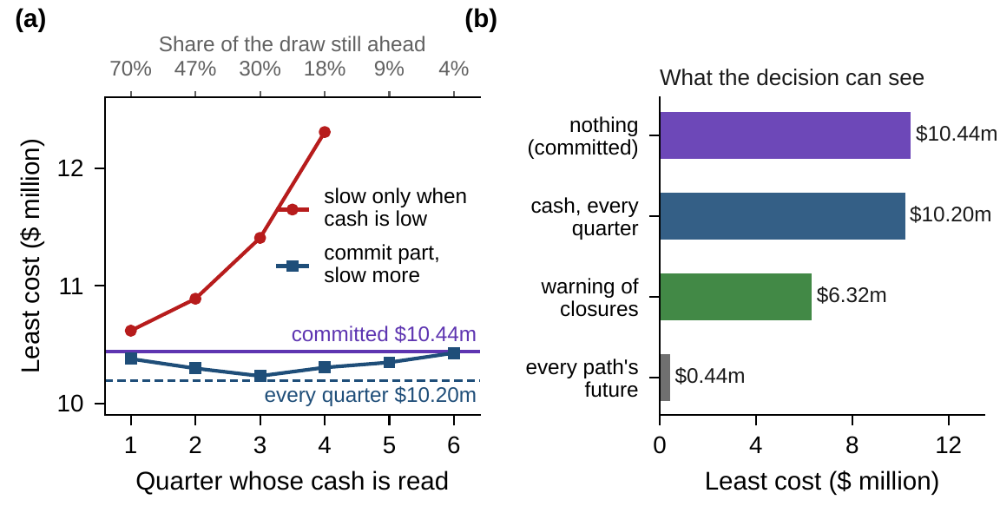 (a)
Share of the draw still ahead
70% 47% 30% 18% 9% 4%
Least cost ($ million)
12
11
10
slow only when
cash is low
commit part,
slow more
committed $10.44m
every quarter $10.20m
1 2 3 4 5 6
Quarter whose cash is read
(b)
What the decision can see
nothing
(committed)
$10.44m
cash, every
quarter
$10.20m
warning of
closures
$6.32m
every path's
future
$0.44m
0 4 8 12
Least cost ($ million)